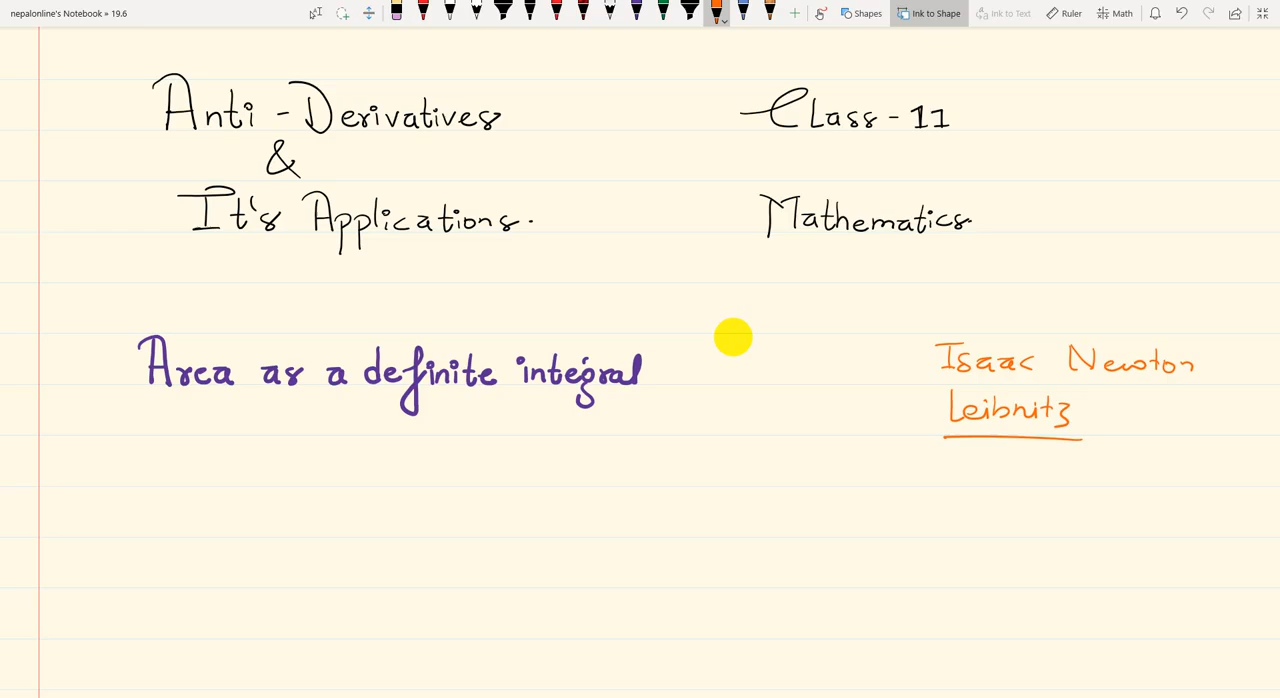 nepalonline's Notebook » 19.6
Shapes
Ink to Shape
Ink to Text
Ruler
Math
Anti - Derivatives
&
It's Applications.
Class - 11
Mathematics.
Area as a definite integral
Isaac Newton
Leibnitz